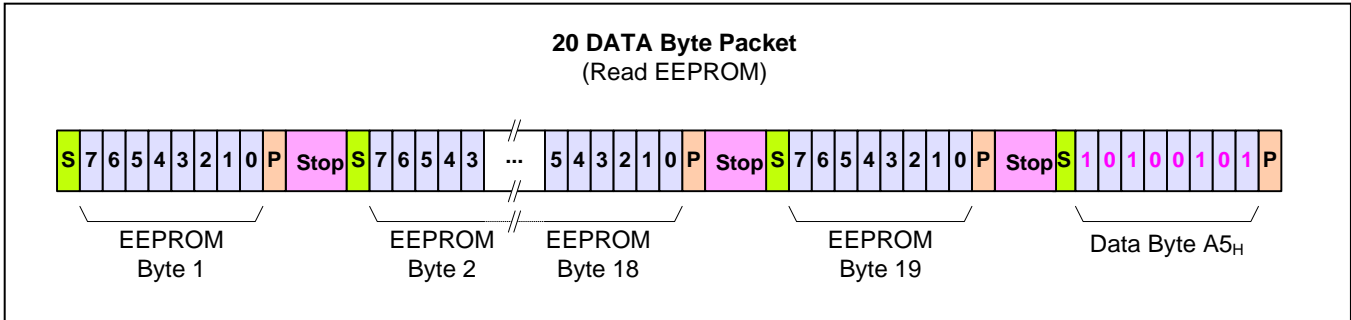 20 DATA Byte Packet
(Read EEPROM)
S 7 6 5 4 3 2 1 0 P Stop S 7 6 5 4 3 ... 5 4 3 2 1 0 P Stop S 7 6 5 4 3 2 1 0 P Stop S 1 0 1 0 0 1 0 1 P
EEPROM Byte 1
EEPROM Byte 2
EEPROM Byte 18
EEPROM Byte 19
Data Byte A5H